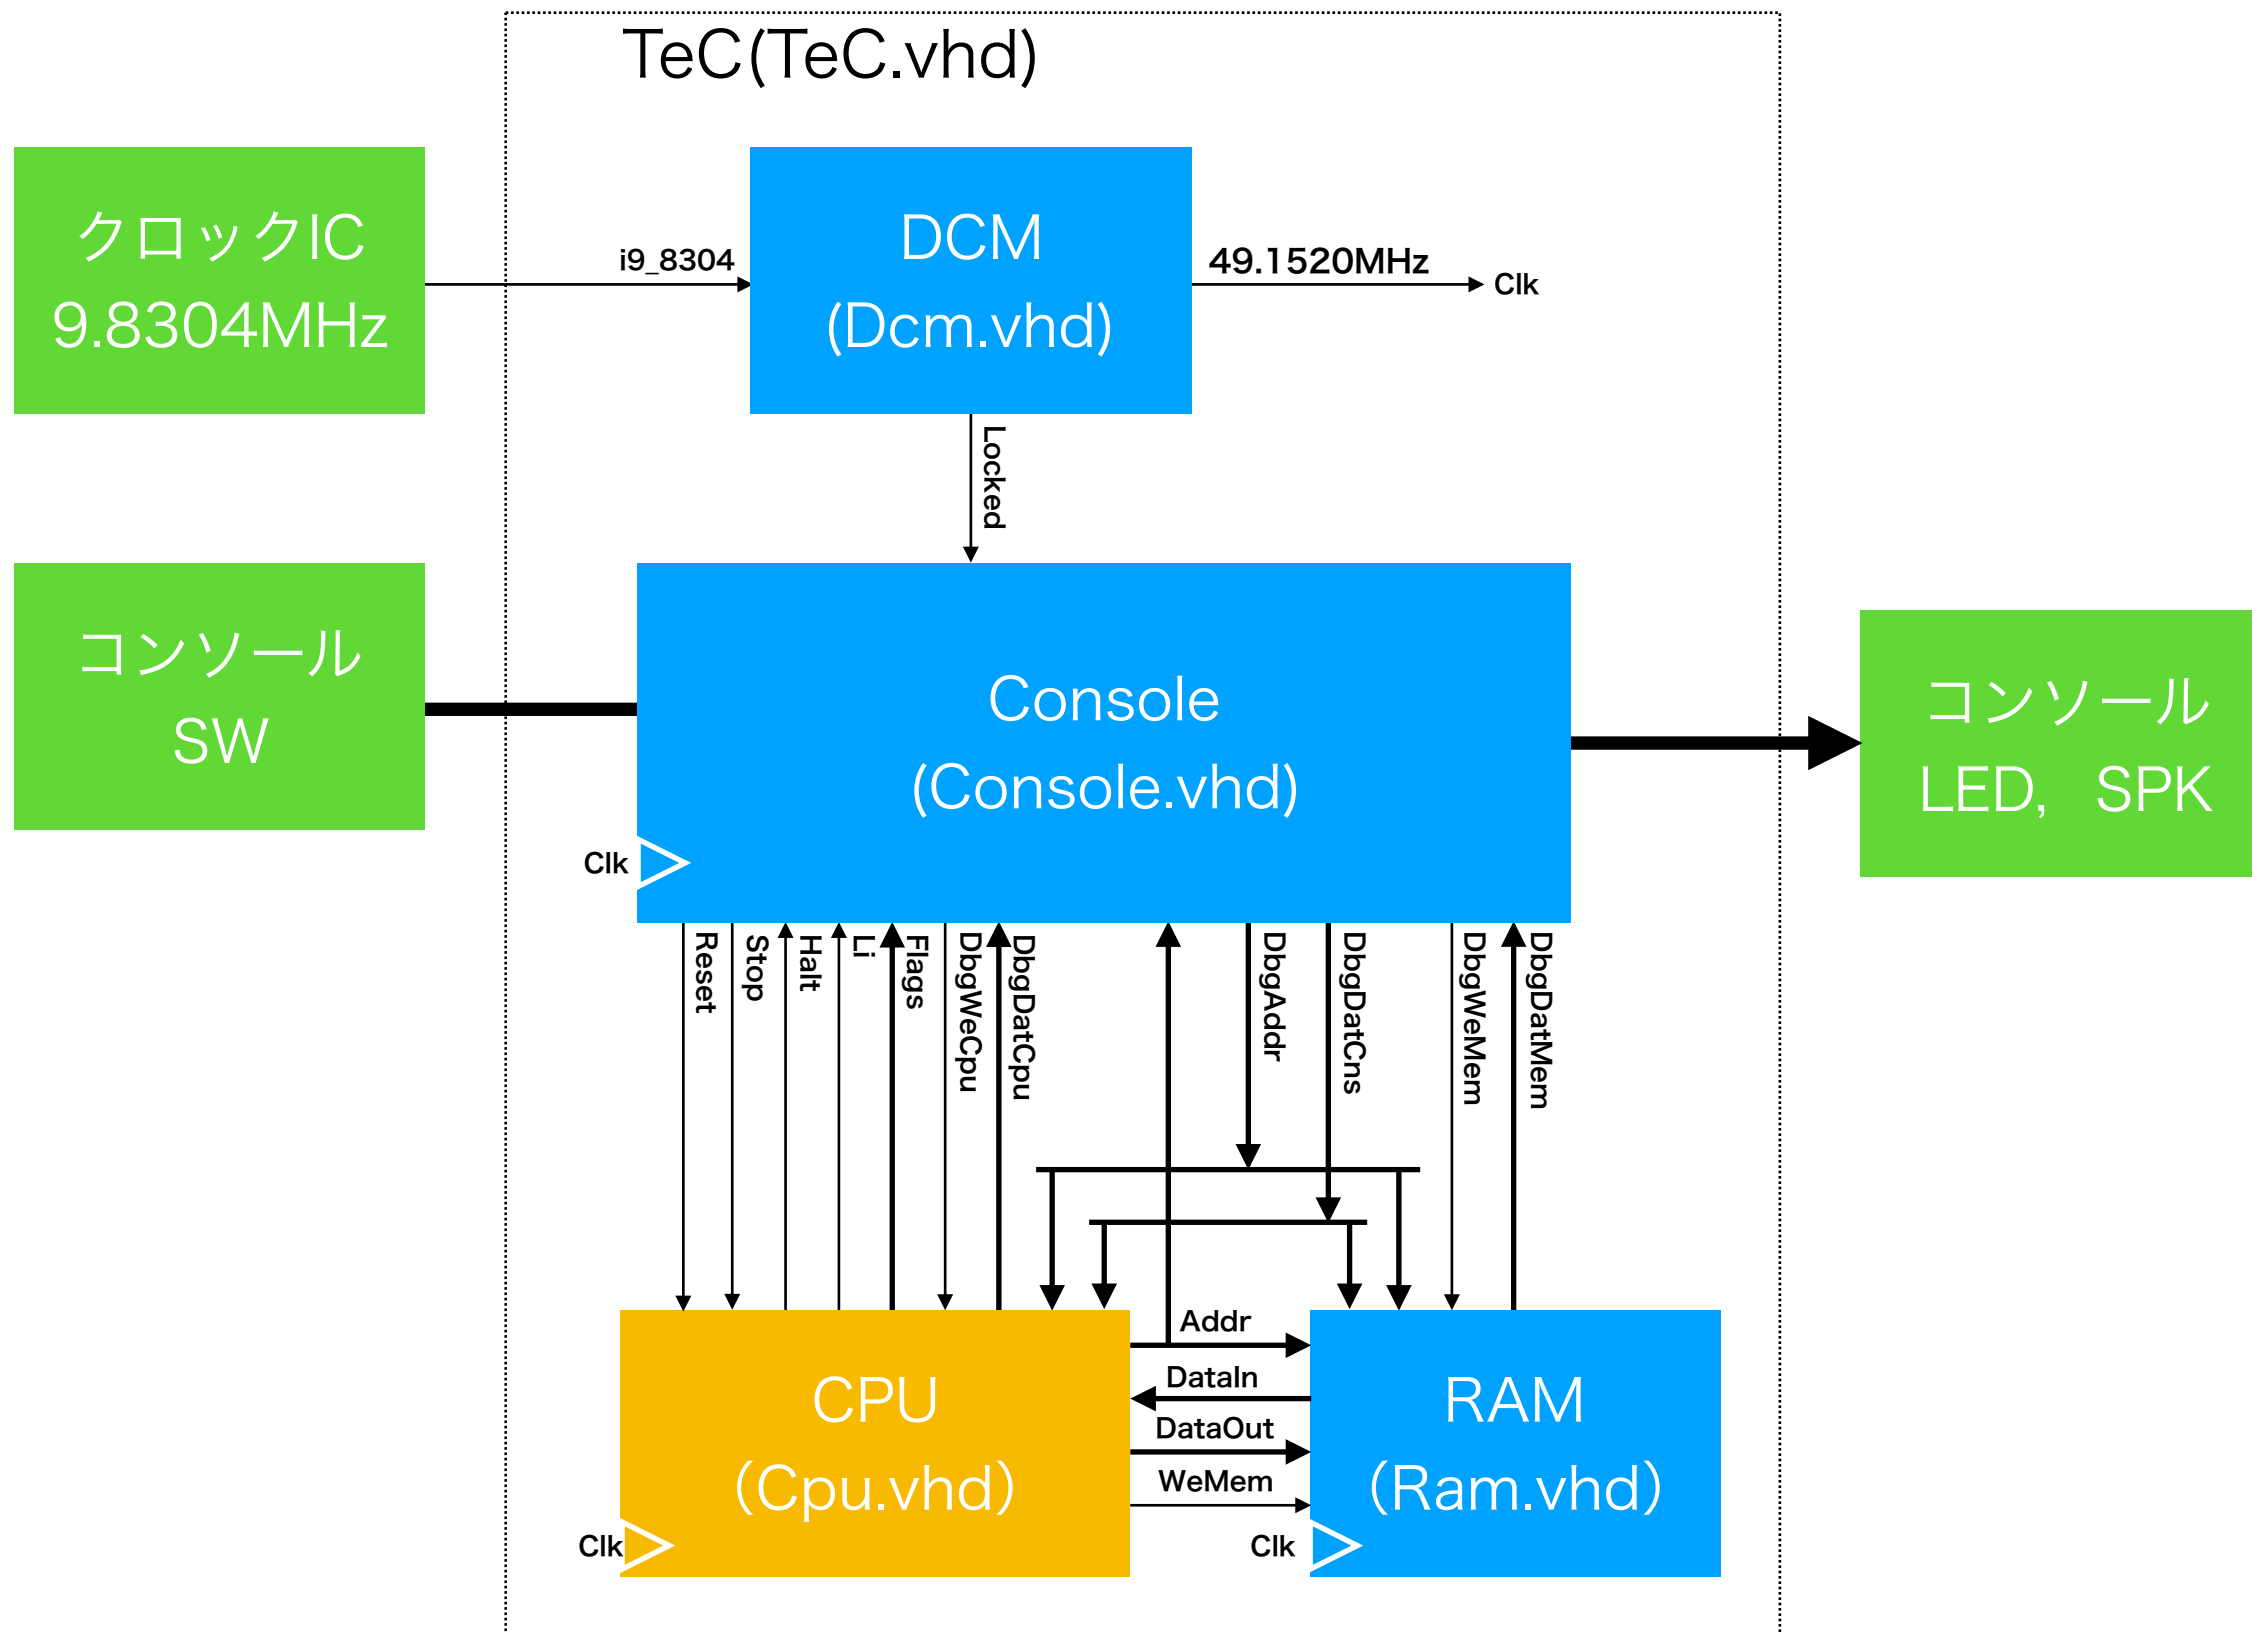 TeC(TeC.vhd)
クロックIC
9.8304MHz
i9_8304
DCM
(Dcm.vhd)
49.1520MHz
Clk
Locked
コンソール
SW
Console
(Console.vhd)
Clk
コンソール
LED, SPK
Reset
Stop
Halt
Li
Flags
DbgWeCpu
DbgDatCpu
DbgAddr
DbgDatCns
DbgWeMem
DbgDatMem
CPU
(Cpu.vhd)
Clk
Addr
DataIn
DataOut
WeMem
RAM
(Ram.vhd)
Clk